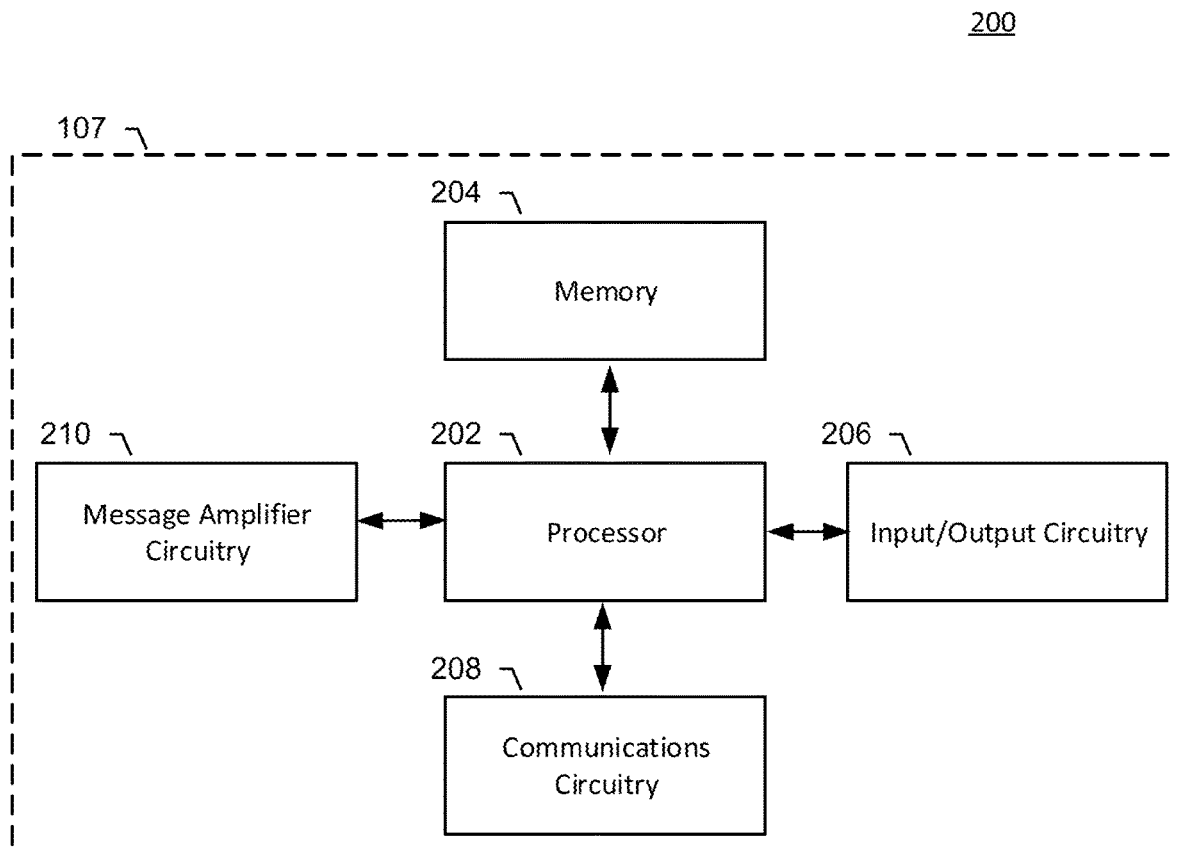 200
107
204
Memory
210
202
206
Message Amplifier
Circuitry
Processor
Input/Output Circuitry
208
Communications
Circuitry